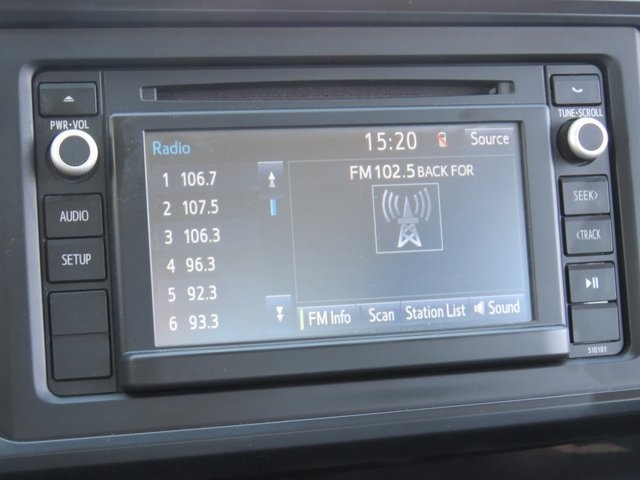 PWR•VOL
TUNE•SCROLL
Radio
15:20
Source
1 106.7
2 107.5
3 106.3
4 96.3
5 92.3
6 93.3
FM 102.5 BACK FOR
FM Info
Scan
Station List
Sound
AUDIO
SETUP
SEEK>
<TRACK
510101